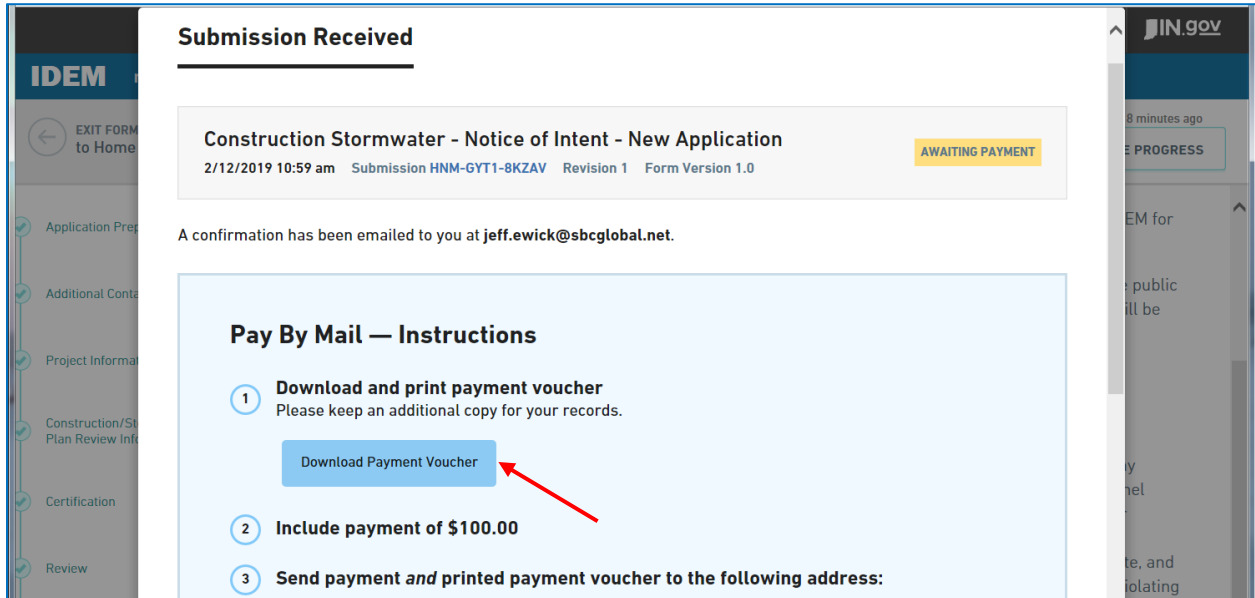 Submission Received
IN.gov
IDEM
EXIT FORM
to Home
8 minutes ago
E PROGRESS
Construction Stormwater - Notice of Intent - New Application
2/12/2019 10:59 am Submission HNM-GYT1-8KZAV Revision 1 Form Version 1.0
AWAITING PAYMENT
Application Prep
EM for
A confirmation has been emailed to you at jeff.ewick@sbcglobal.net.
public
ill be
Additional Conta
Pay By Mail — Instructions
Project Informat
1 Download and print payment voucher
Please keep an additional copy for your records.
Construction/St
Plan Review Info
Download Payment Voucher
Certification
2 Include payment of $100.00
Review
3 Send payment and printed payment voucher to the following address:
te, and
iolating